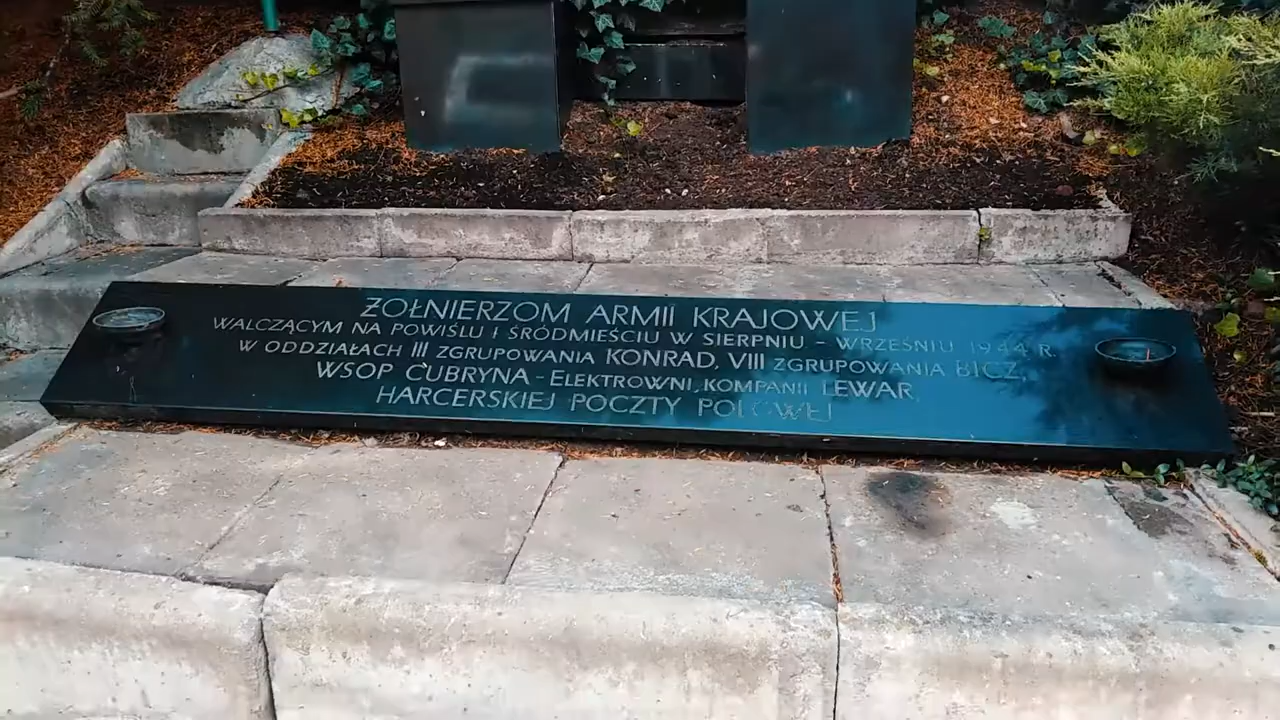 ŻOŁNIERZOM ARMII KRAJOWEJ
WALCZĄCYM NA POWIŚLU I ŚRÓDMIEŚCIU W SIERPNIU - WRZEŚNIU 1944 R.
W ODDZIAŁACH III ZGRUPOWANIA KONRAD, VIII ZGRUPOWANIA BICZ,
WSOP CUBRYNA - ELEKTROWNI, KOMPANII LEWAR,
HARCERSKIEJ POCZTY POLOWEJ